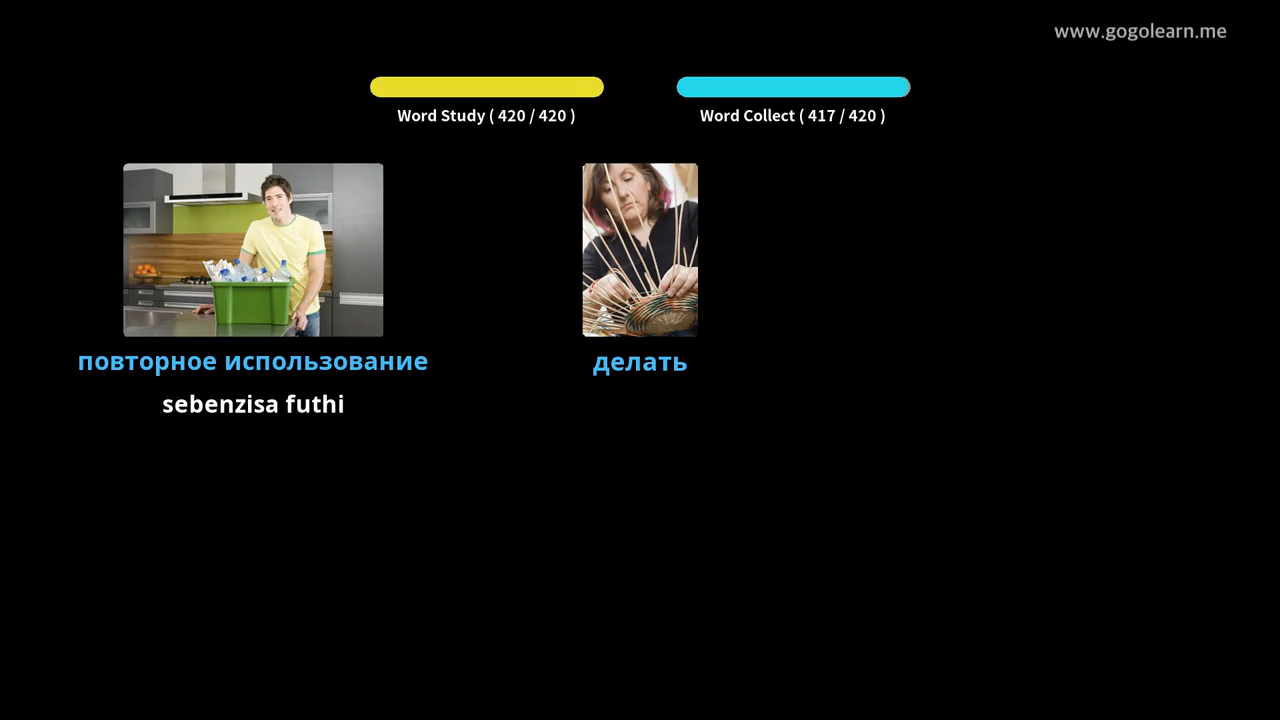 www.gogolearn.me
Word Study ( 420 / 420 )
Word Collect ( 417 / 420 )
повторное использование
делать
sebenzisa futhi